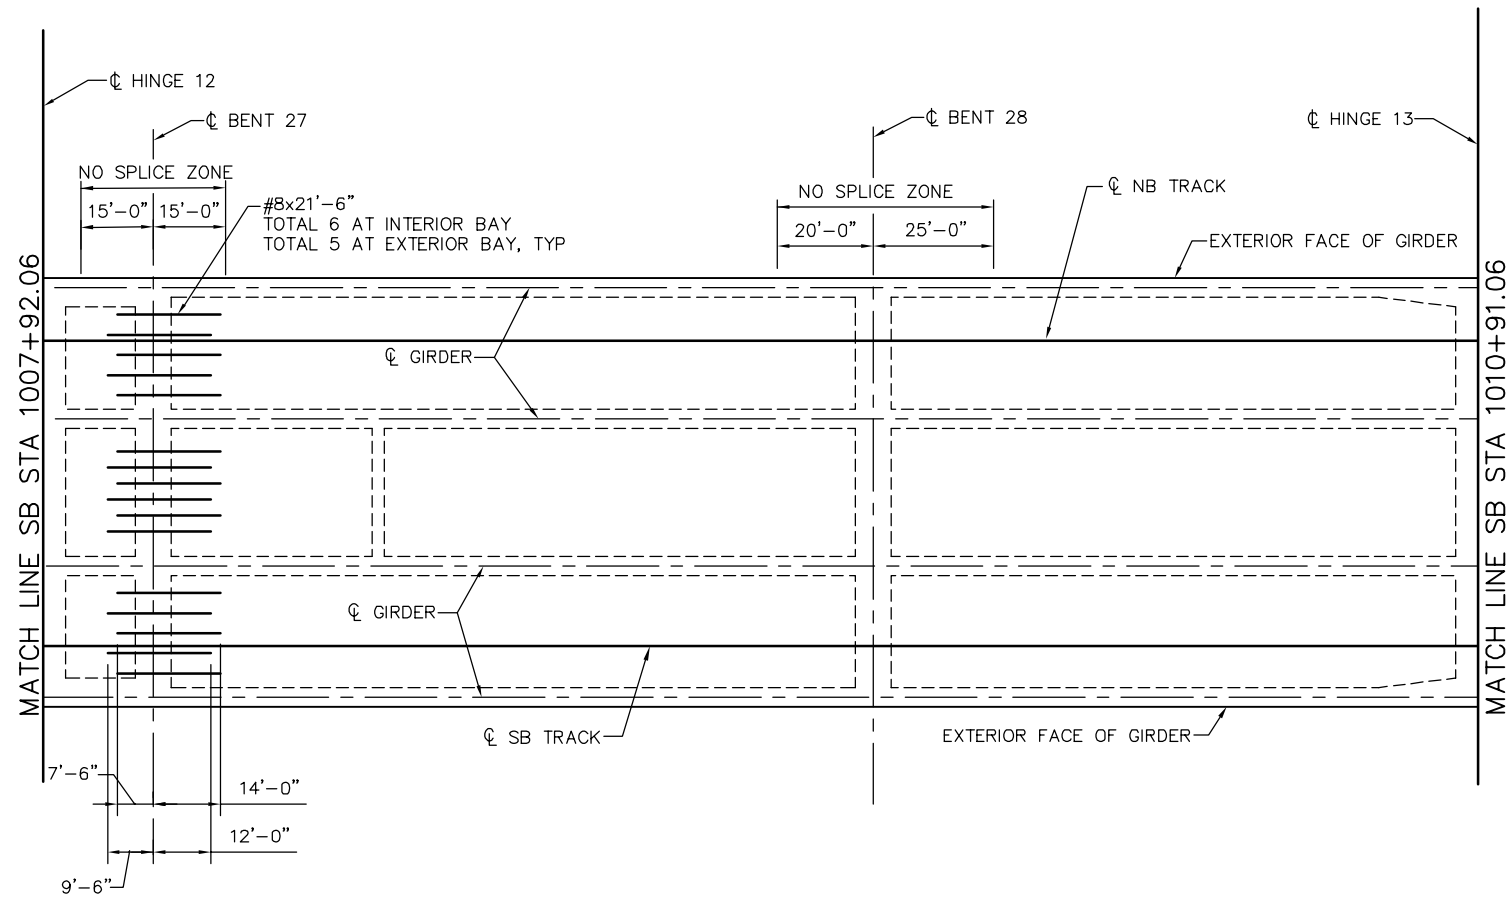 ℄ HINGE 12
℄ BENT 27
℄ BENT 28
℄ HINGE 13
NO SPLICE ZONE
15'-0" 15'-0"
#8x21'-6"
TOTAL 6 AT INTERIOR BAY
TOTAL 5 AT EXTERIOR BAY, TYP
NO SPLICE ZONE
20'-0" 25'-0"
℄ NB TRACK
EXTERIOR FACE OF GIRDER
MATCH LINE SB STA 1007+92.06
MATCH LINE SB STA 1010+91.06
℄ GIRDER
℄ GIRDER
℄ SB TRACK
EXTERIOR FACE OF GIRDER
7'-6"
14'-0"
12'-0"
9'-6"